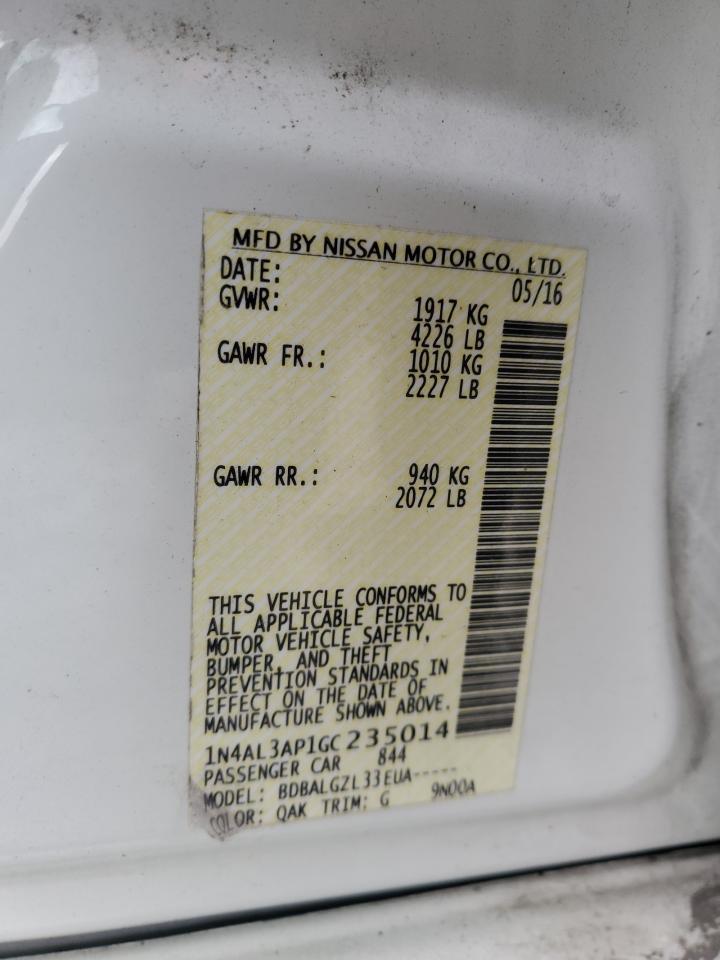 MFD BY NISSAN MOTOR CO., LTD.
DATE: 05/16
GVWR: 1917 KG
4226 LB
GAWR FR.: 1010 KG
2227 LB
GAWR RR.: 940 KG
2072 LB
THIS VEHICLE CONFORMS TO
ALL APPLICABLE FEDERAL
MOTOR VEHICLE SAFETY,
BUMPER, AND THEFT
PREVENTION STANDARDS IN
EFFECT ON THE DATE OF
MANUFACTURE SHOWN ABOVE.
1N4AL3AP1GC235014
PASSENGER CAR 844
MODEL: BDBALGZL33EUA-----
COLOR: QAK TRIM: G 9N00A